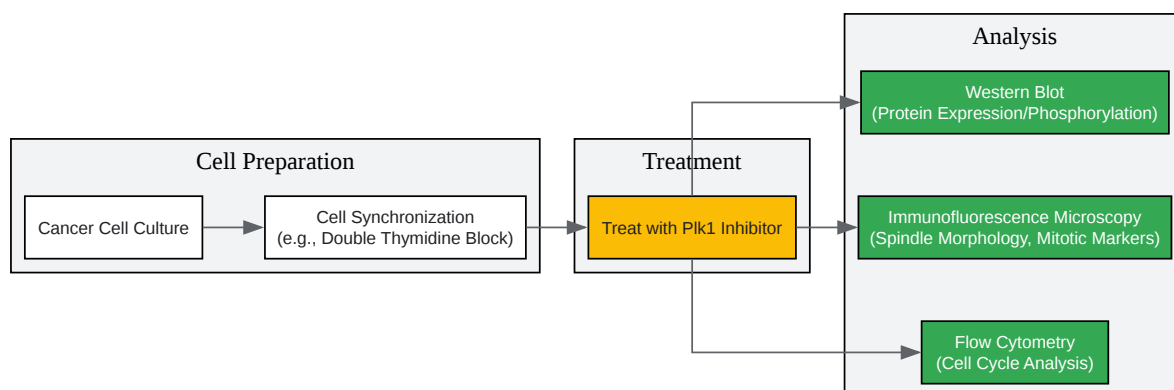 Cell Preparation
Cancer Cell Culture
Cell Synchronization
(e.g., Double Thymidine Block)
Treatment
Treat with Plk1 Inhibitor
Analysis
Western Blot
(Protein Expression/Phosphorylation)
Immunofluorescence Microscopy
(Spindle Morphology, Mitotic Markers)
Flow Cytometry
(Cell Cycle Analysis)